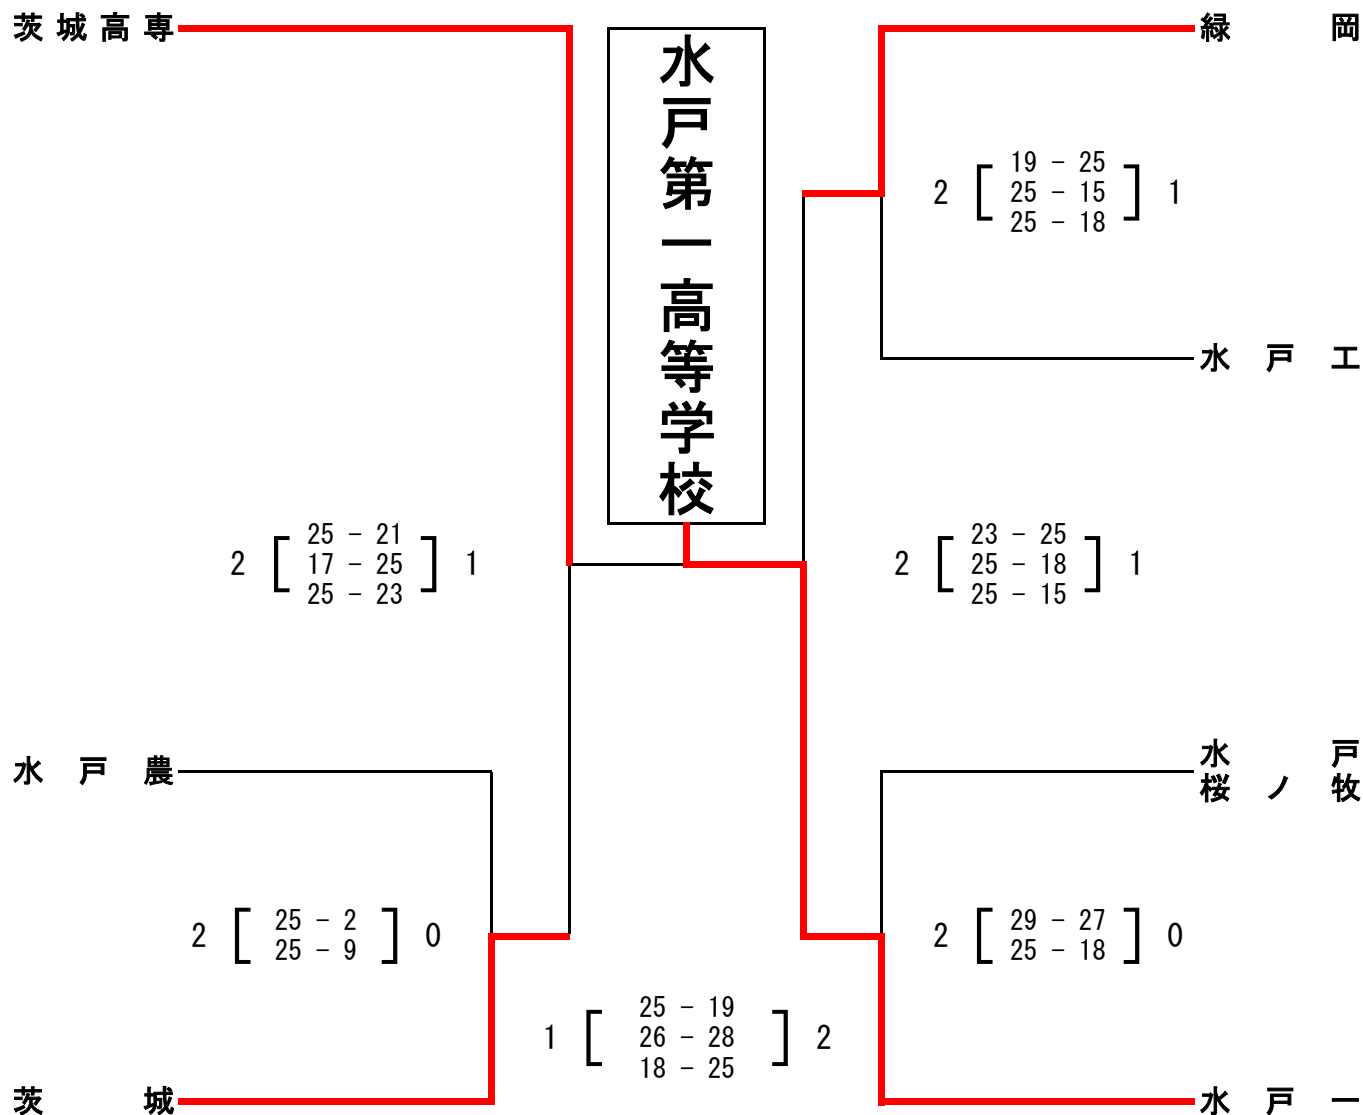 茨城高専
水戸第一高等学校
緑岡
2 [ 19 - 25 ] 1
25 - 15
25 - 18
水戸工
2 [ 25 - 21 ] 1
17 - 25
25 - 23
2 [ 23 - 25 ] 1
25 - 18
25 - 15
水戸農
水戸
桜ノ牧
2 [ 25 - 2 ] 0
25 - 9
2 [ 29 - 27 ] 0
25 - 18
1 [ 25 - 19 ] 2
26 - 28
18 - 25
茨城
水戸一